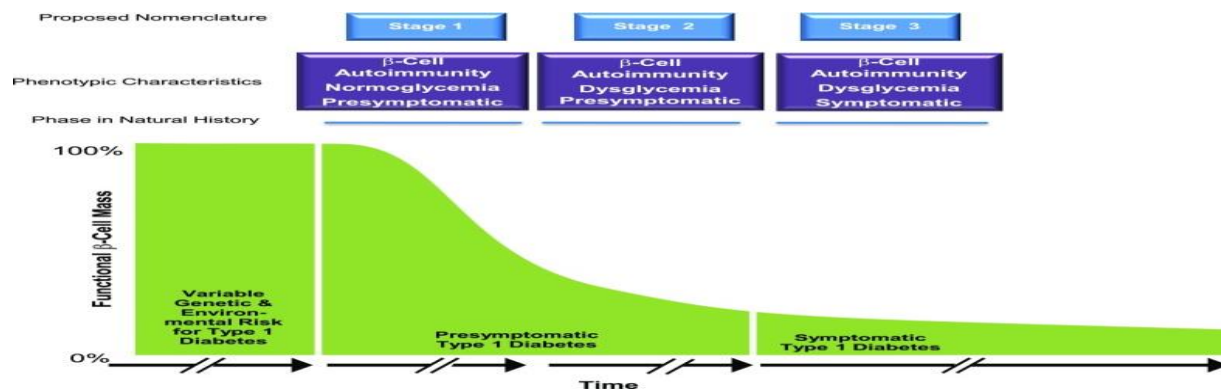 Proposed Nomenclature
Stage 1
Stage 2
Stage 3
Phenotypic Characteristics
β-Cell
Autoimmunity
Normoglycemia
Presymptomatic
β-Cell
Autoimmunity
Dysglycemia
Presymptomatic
β-Cell
Autoimmunity
Dysglycemia
Symptomatic
Phase in Natural History
100%
Functional β-Cell Mass
0%
Variable
Genetic &
Environ-
mental Risk
for Type 1
Diabetes
Presymptomatic
Type 1 Diabetes
Symptomatic
Type 1 Diabetes
Time